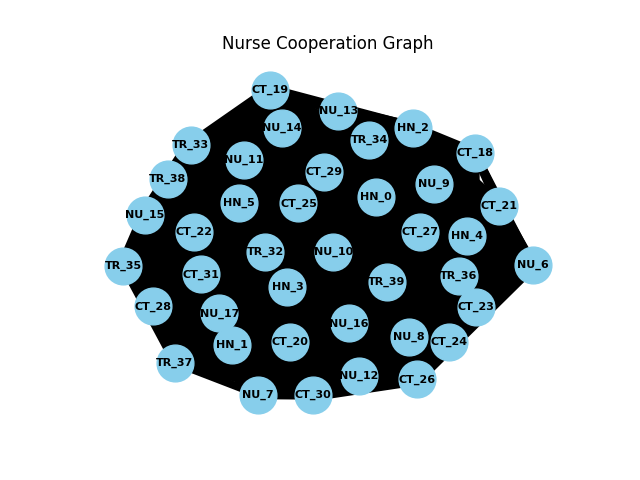 Nurse Cooperation Graph
CT_19
NU_13
NU_14
HN_2
TR_34
TR_33
CT_18
NU_11
CT_29
TR_38
NU_9
HN_0
HN_5
CT_25
CT_21
NU_15
CT_22
CT_27
HN_4
TR_32
NU_10
NU_6
TR_35
CT_31
TR_36
TR_39
HN_3
CT_28
CT_23
NU_17
NU_16
NU_8
CT_20
CT_24
HN_1
TR_37
NU_12
CT_26
NU_7
CT_30